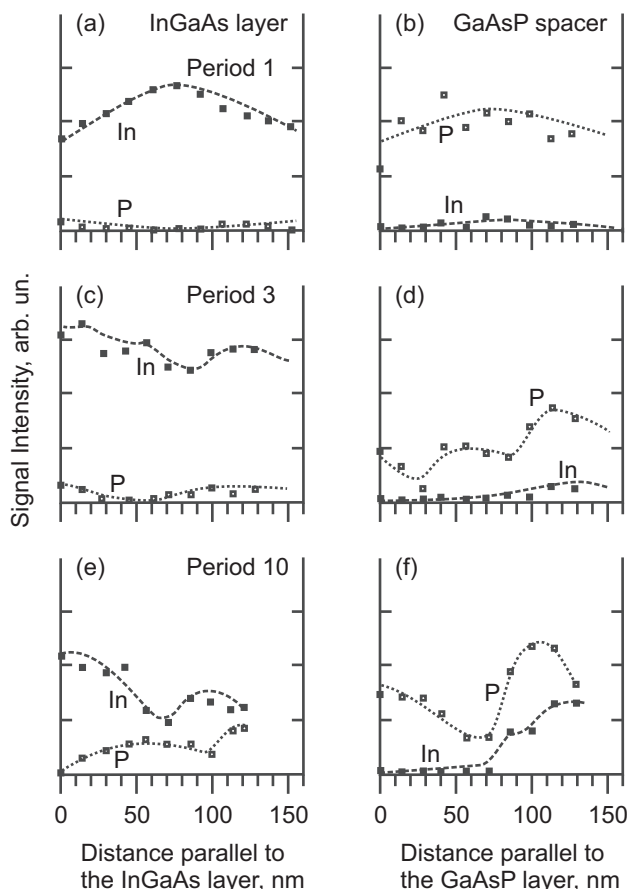 (a) InGaAs layer
Period 1
In
P
(b) GaAsP spacer
P
In
(c) Period 3
In
P
(d)
P
In
(e) Period 10
In
P
(f)
P
In
Signal Intensity, arb. un.
0 50 100 150
0 50 100 150
Distance parallel to
the InGaAs layer, nm
Distance parallel to
the GaAsP layer, nm